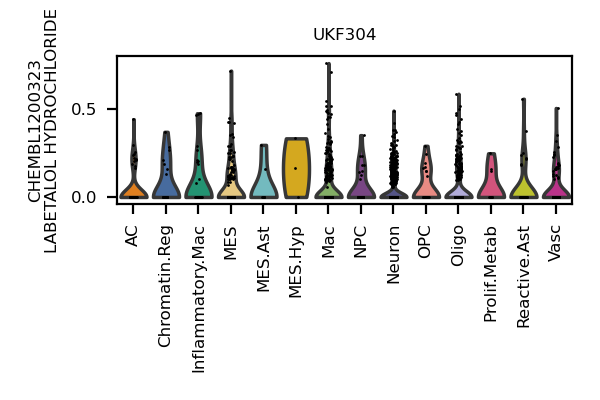 UKF304
CHEMBL1200323
LABETALOL HYDROCHLORIDE
0.5
0.0
AC
Chromatin.Reg
Inflammatory.Mac
MES
MES.Ast
MES.Hyp
Mac
NPC
Neuron
OPC
Oligo
Prolif.Metab
Reactive.Ast
Vasc